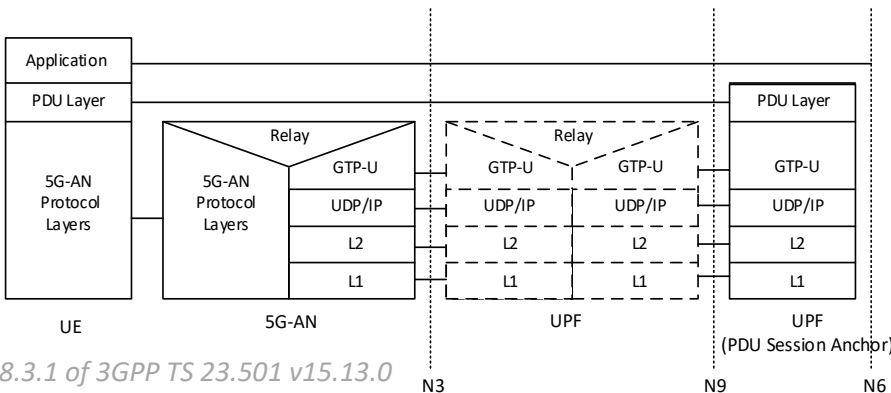 Application
PDU Layer
PDU Layer
Relay
Relay
5G-AN
Protocol
Layers
5G-AN
Protocol
Layers
GTP-U
GTP-U
GTP-U
GTP-U
UDP/IP
UDP/IP
UDP/IP
UDP/IP
L2
L2
L2
L2
L1
L1
L1
L1
UE
5G-AN
UPF
UPF
(PDU Session Anchor)
8.3.1 of 3GPP TS 23.501 v15.13.0
N3
N9
N6